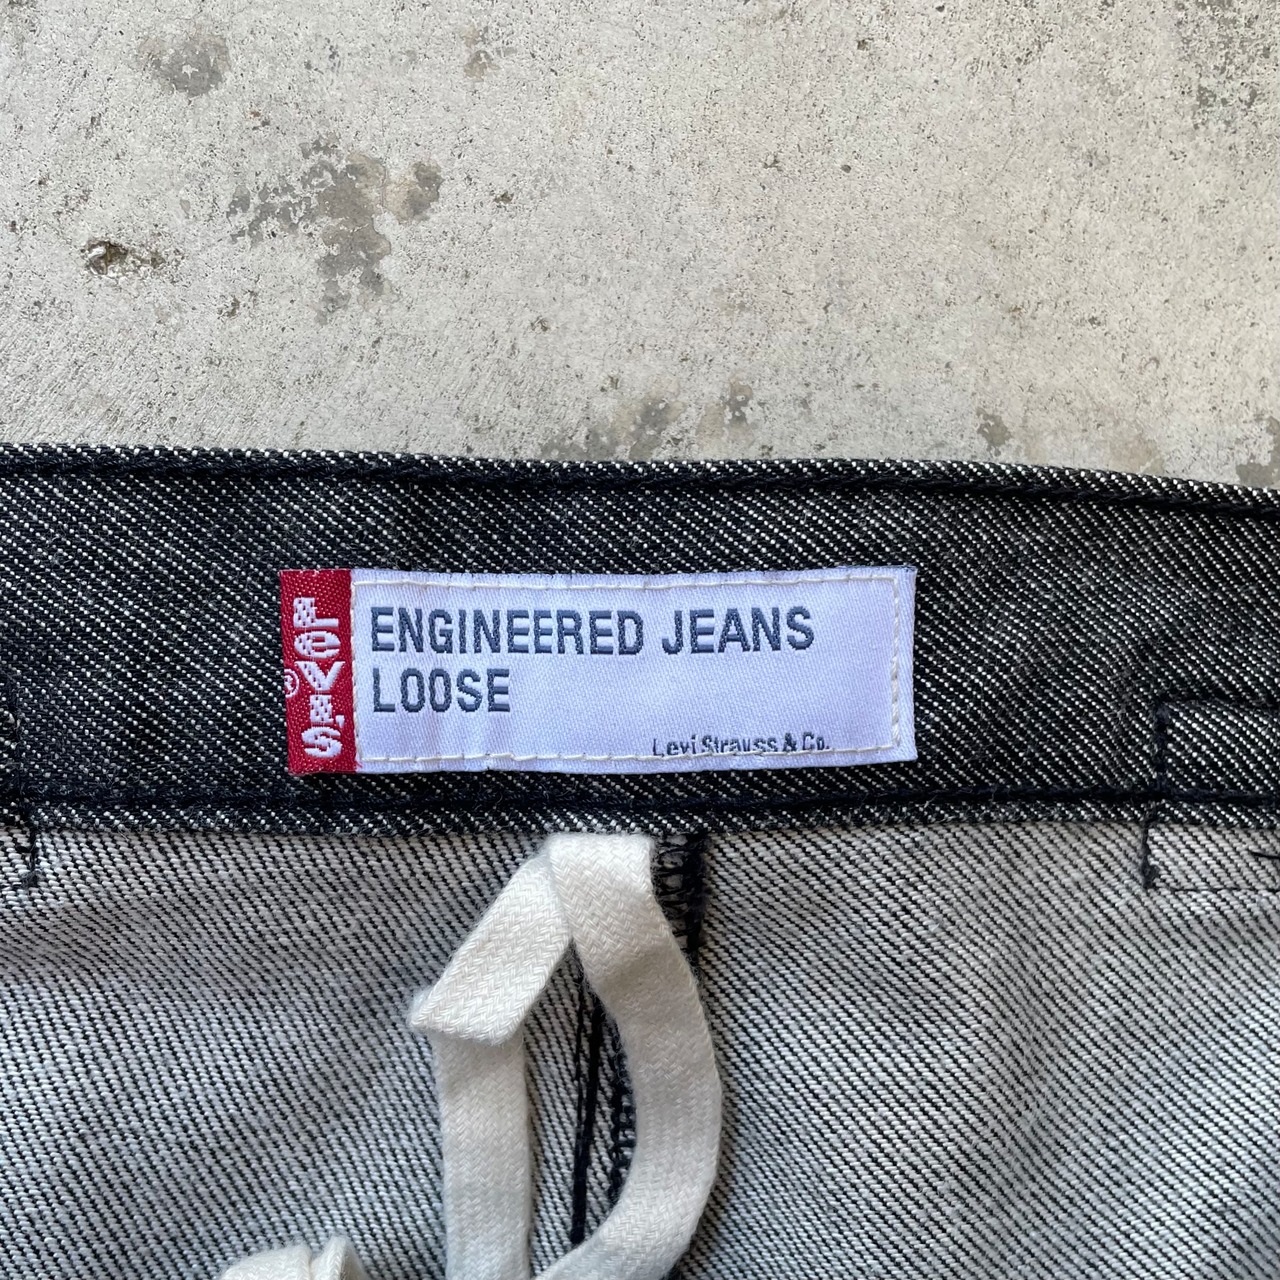 LEVI'S®
ENGINEERED JEANS
LOOSE
Levi Strauss & Co.